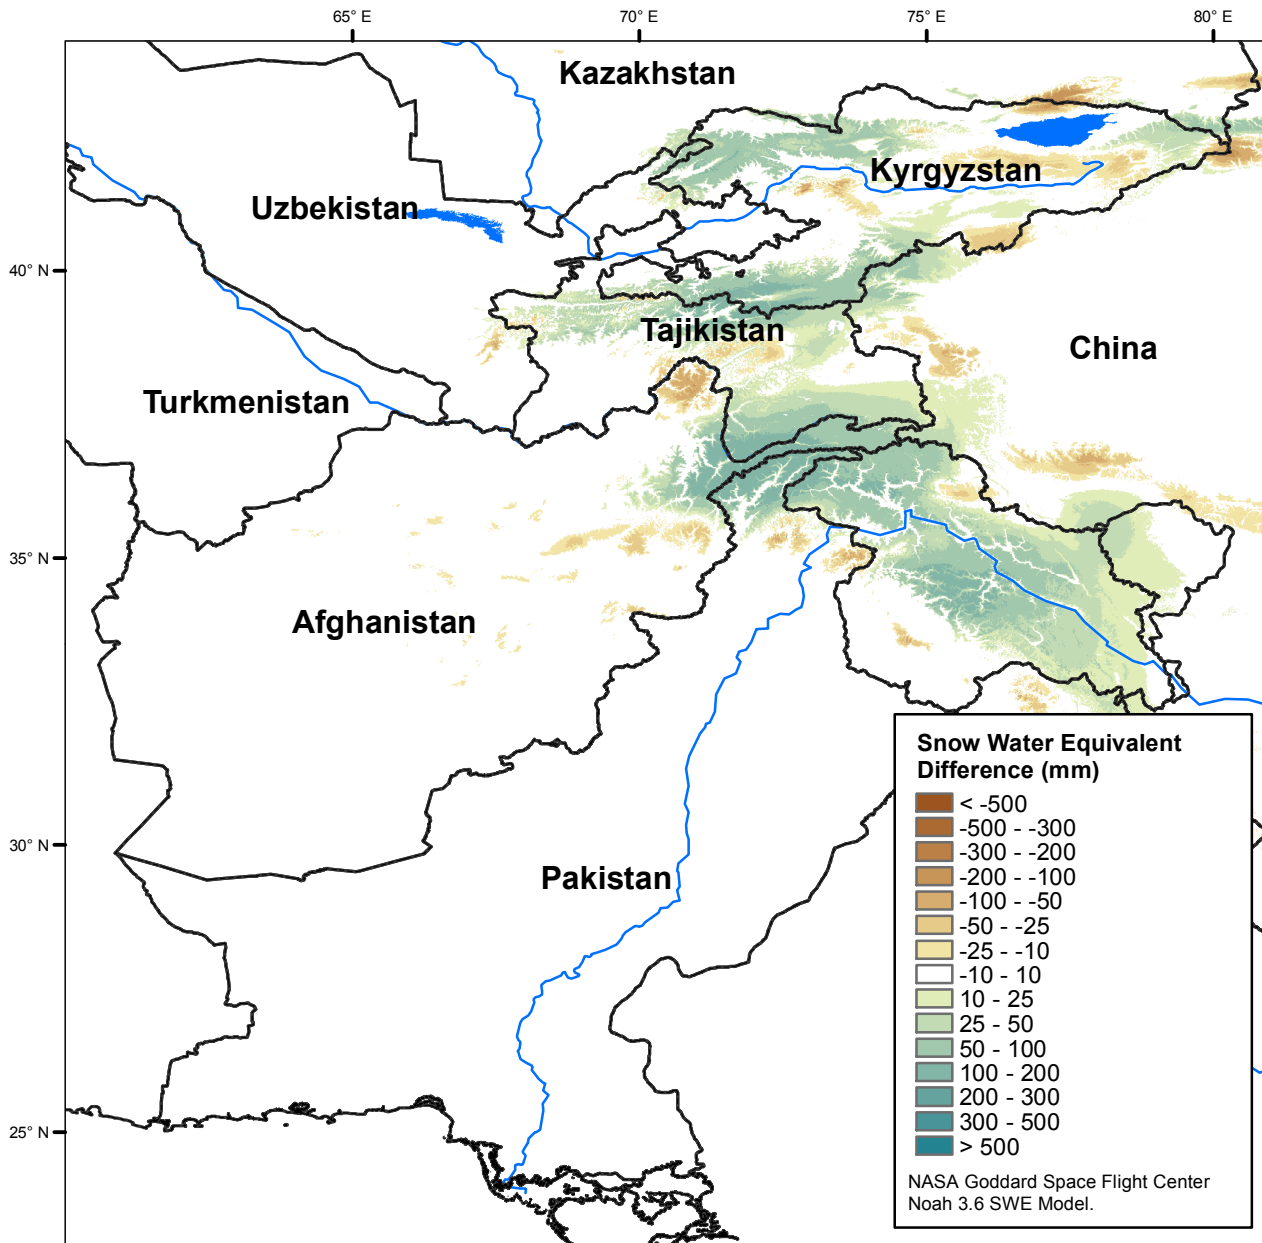 65° E
70° E
75° E
80° E
Kazakhstan
Kyrgyzstan
Uzbekistan
40° N
Tajikistan
China
Turkmenistan
35° N
Afghanistan
30° N
Pakistan
25° N
Snow Water Equivalent
Difference (mm)
< -500
-500 - -300
-300 - -200
-200 - -100
-100 - -50
-50 - -25
-25 - -10
-10 - 10
10 - 25
25 - 50
50 - 100
100 - 200
200 - 300
300 - 500
> 500
NASA Goddard Space Flight Center
Noah 3.6 SWE Model.